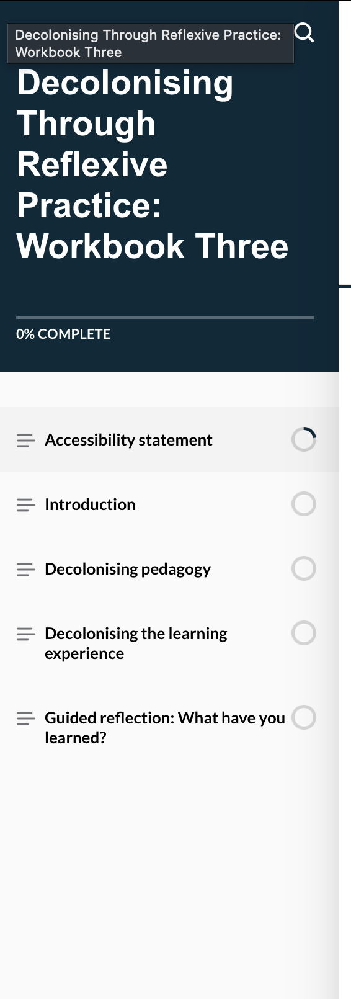 Decolonising Through Reflexive Practice:
Workbook Three
Decolonising
Through
Reflexive
Practice:
Workbook Three
0% COMPLETE
Accessibility statement
Introduction
Decolonising pedagogy
Decolonising the learning
experience
Guided reflection: What have you
learned?